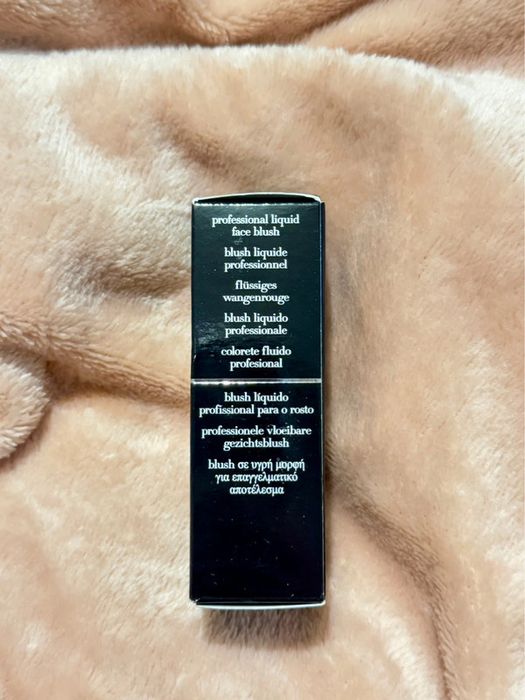 professional liquid
face blush
blush liquide
professionnel
flüssiges
wangenrouge
blush liquido
professionale
colorete fluido
profesional
blush líquido
profissional para o rosto
professionele vloeibare
gezichtsblush
blush σε υγρή μορφή
για επαγγελματικό
αποτέλεσμα